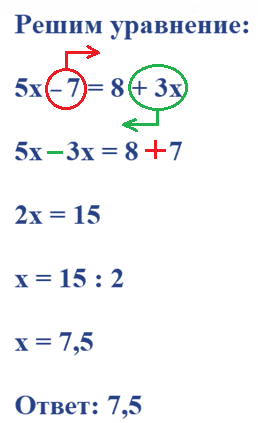 Решим уравнение:
5x – 7 = 8 + 3x
5x – 3x = 8 + 7
2x = 15
x = 15 : 2
x = 7,5
Ответ: 7,5